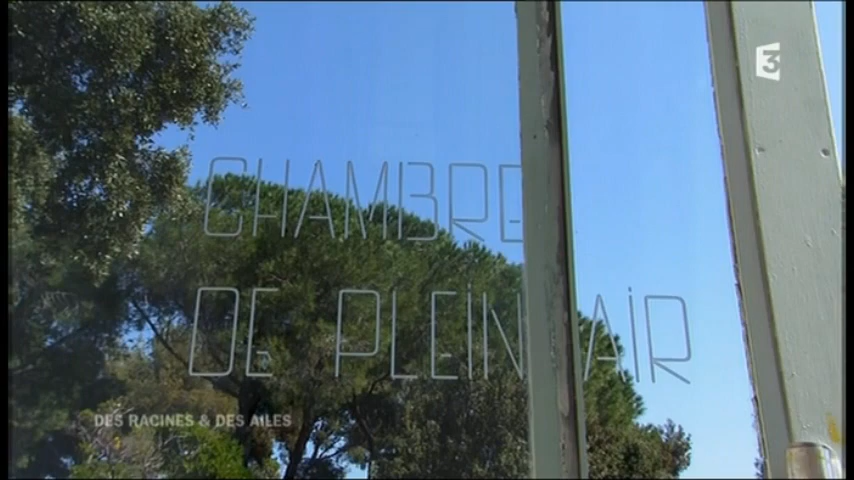 3
CHAMBRE
DE PLEIN AIR
DES RACINES & DES AILES